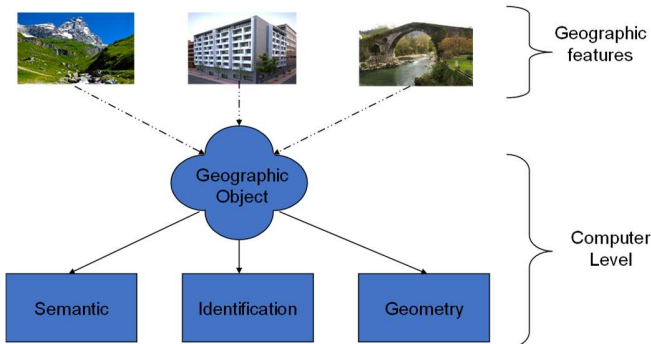 Geographic
features
Geographic
Object
Computer
Level
Semantic
Identification
Geometry